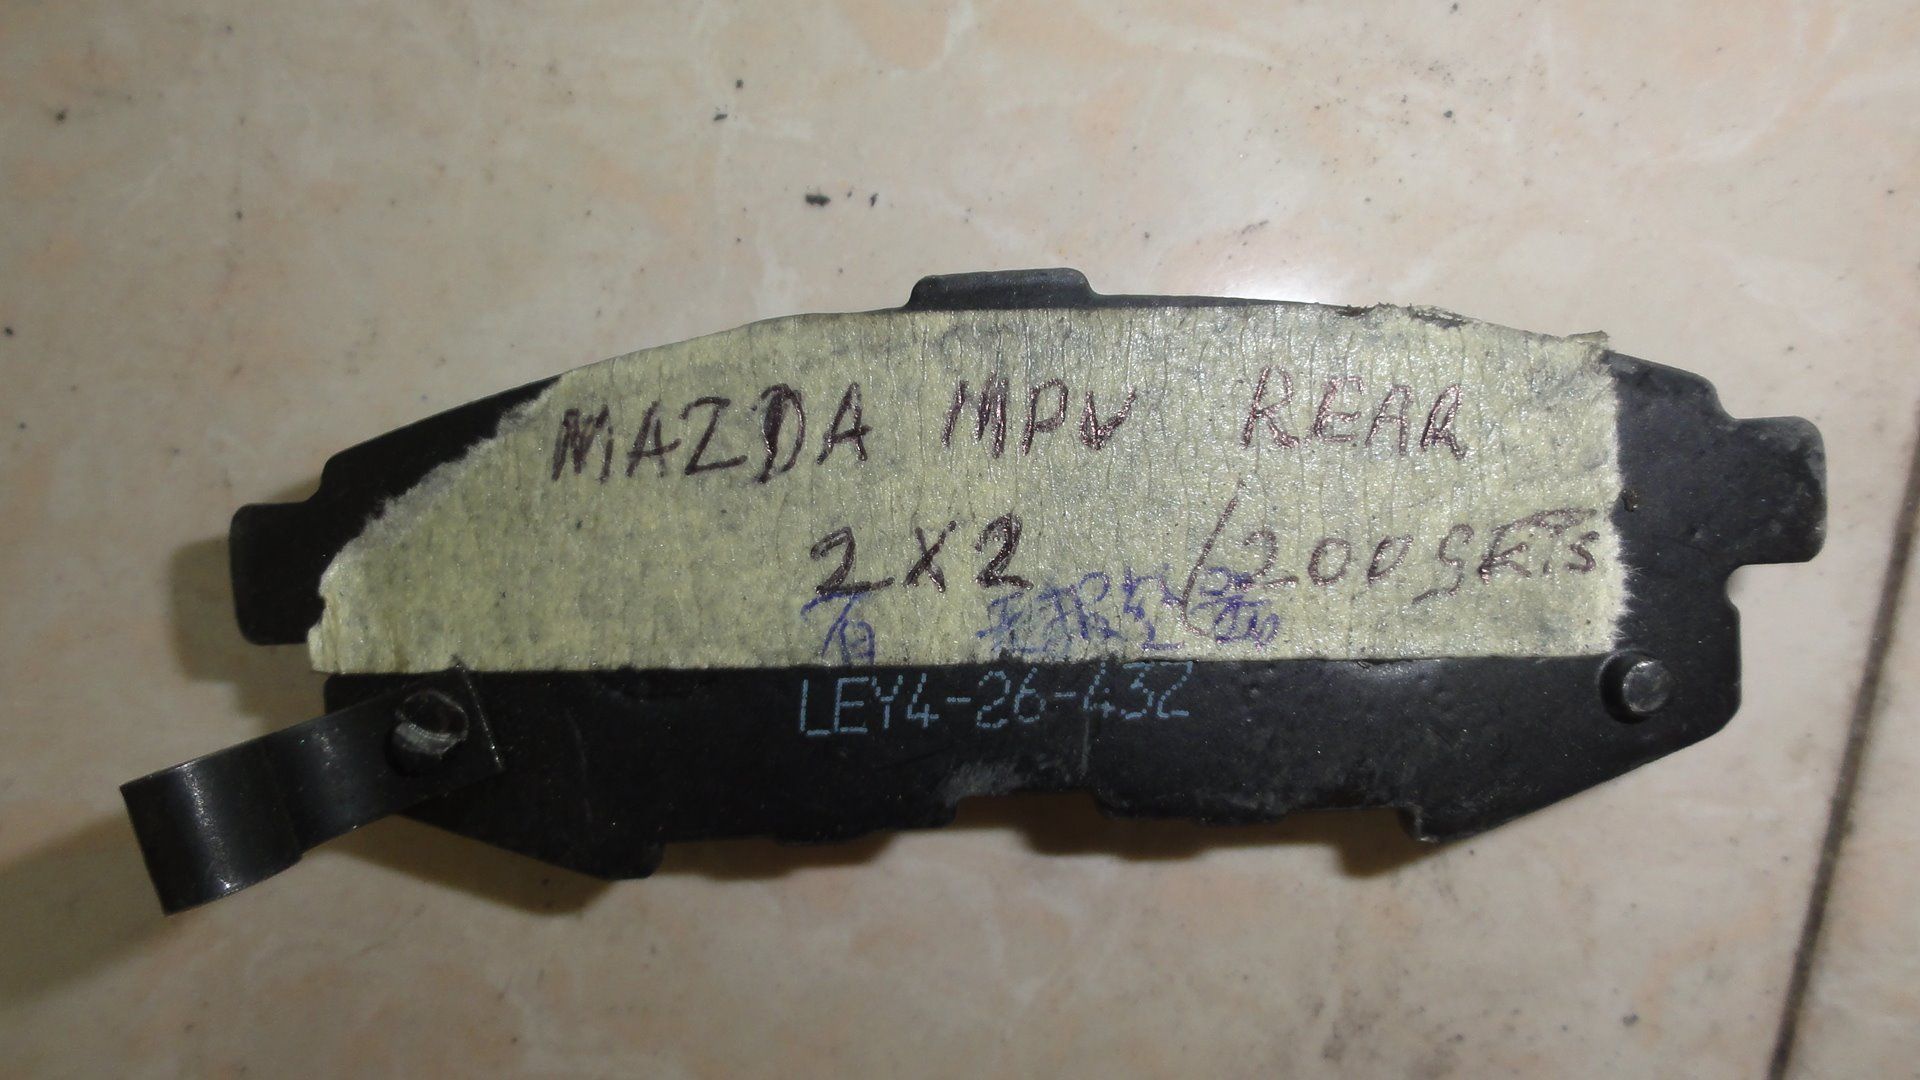 MAZDA MPV REAR
2X2 /200 SETS
LEY4-26-43Z